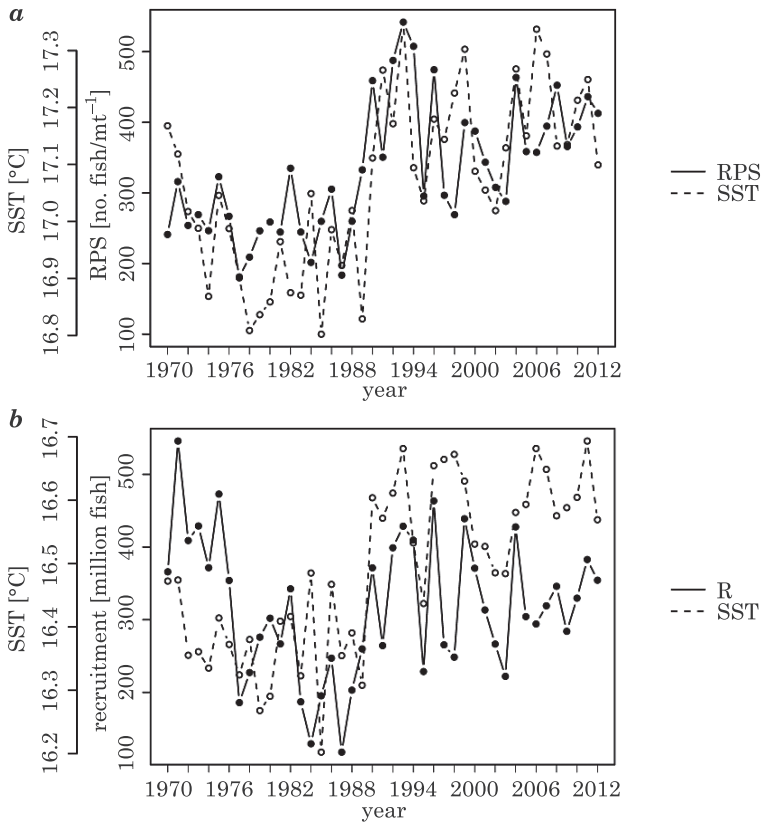 a
SST [°C]
16.8 16.9 17.0 17.1 17.2 17.3
RPS [no. fish/mt⁻¹]
100 200 300 400 500
1970 1976 1982 1988 1994 2000 2006 2012
year
RPS
SST
b
SST [°C]
16.2 16.3 16.4 16.5 16.6 16.7
recruitment [million fish]
100 200 300 400 500
1970 1976 1982 1988 1994 2000 2006 2012
year
R
SST